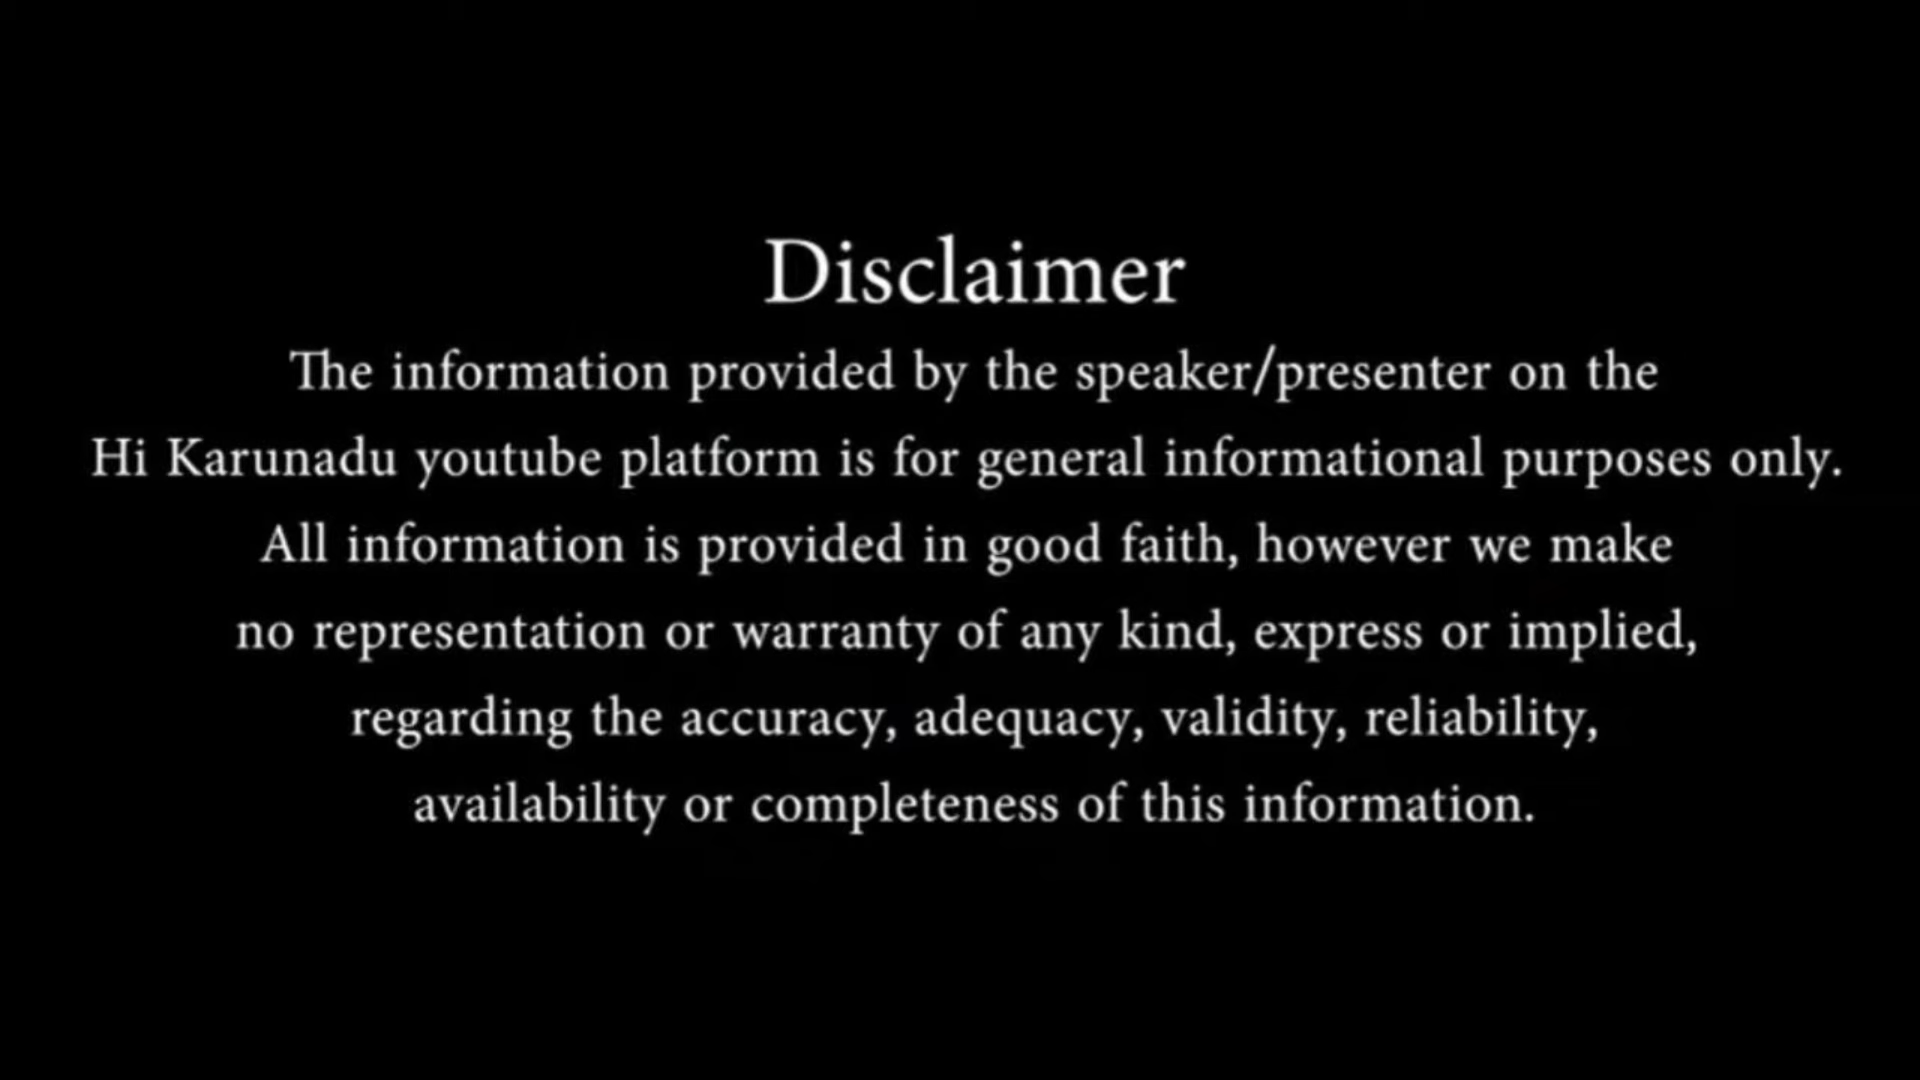 Disclaimer
The information provided by the speaker/presenter on the
Hi Karunadu youtube platform is for general informational purposes only.
All information is provided in good faith, however we make
no representation or warranty of any kind, express or implied,
regarding the accuracy, adequacy, validity, reliability,
availability or completeness of this information.